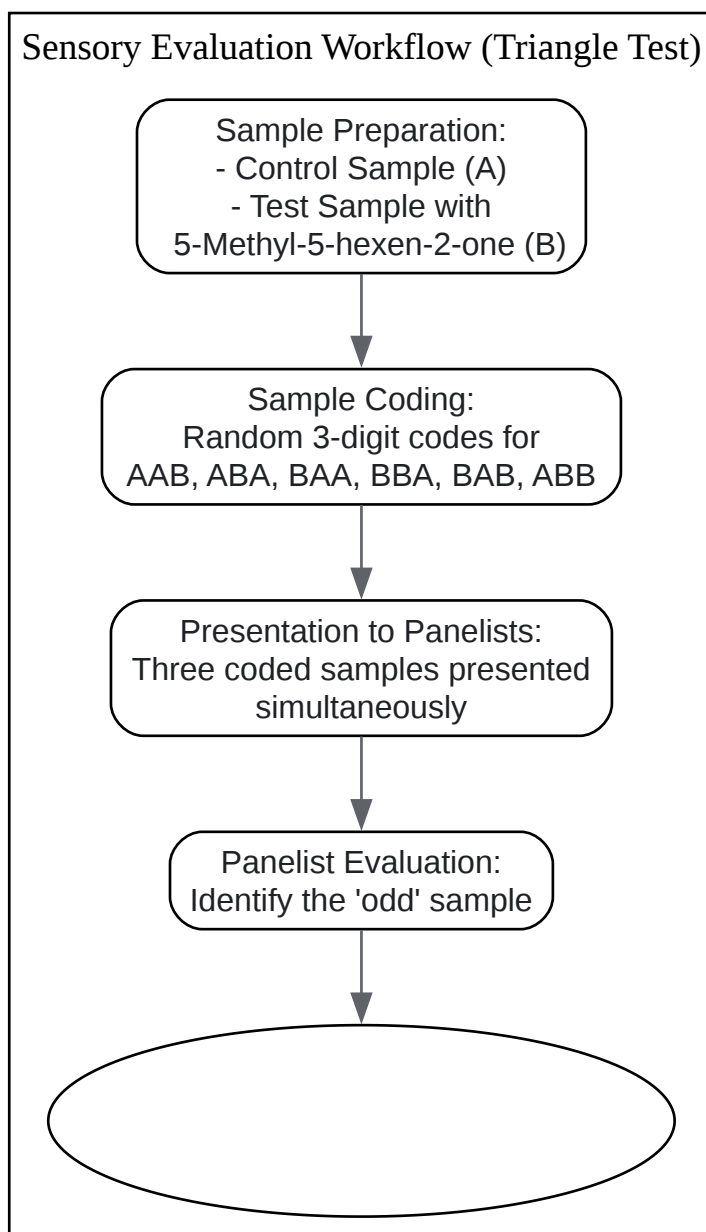 Sensory Evaluation Workflow (Triangle Test)
Sample Preparation:
- Control Sample (A)
- Test Sample with
5-Methyl-5-hexen-2-one (B)
Sample Coding:
Random 3-digit codes for
AAB, ABA, BAA, BBA, BAB, ABB
Presentation to Panelists:
Three coded samples presented
simultaneously
Panelist Evaluation:
Identify the 'odd' sample